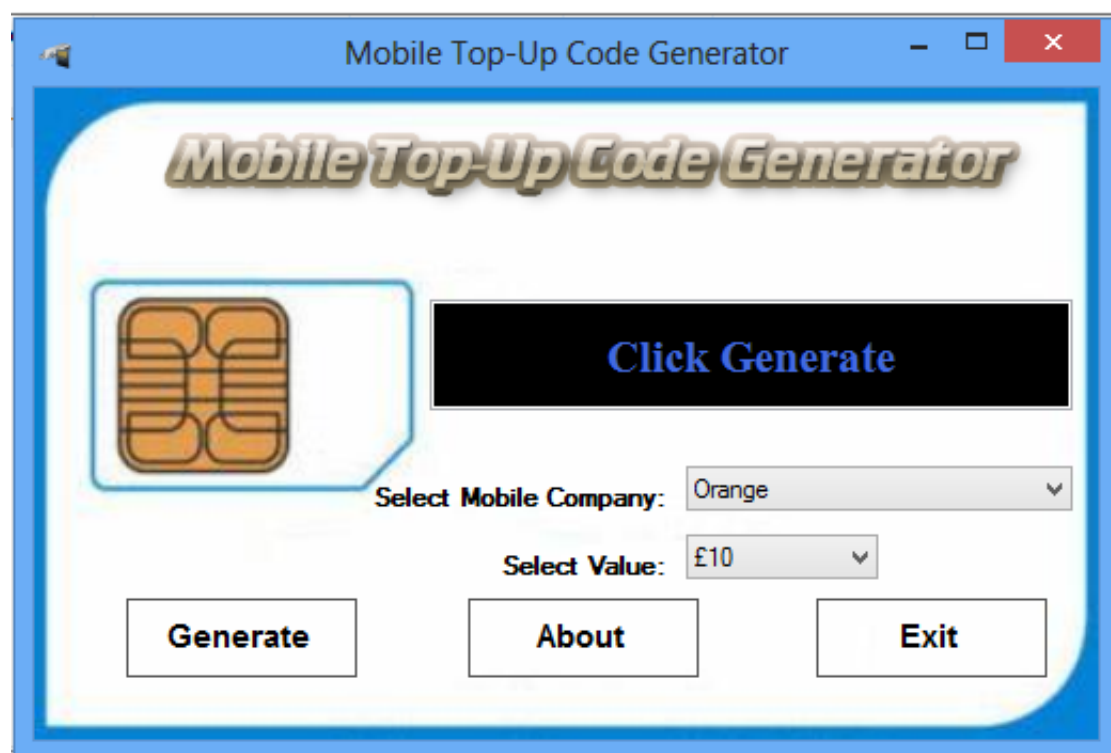 Mobile Top-Up Code Generator
Mobile Top-Up Code Generator
Click Generate
Select Mobile Company: Orange
Select Value: £10
Generate About Exit